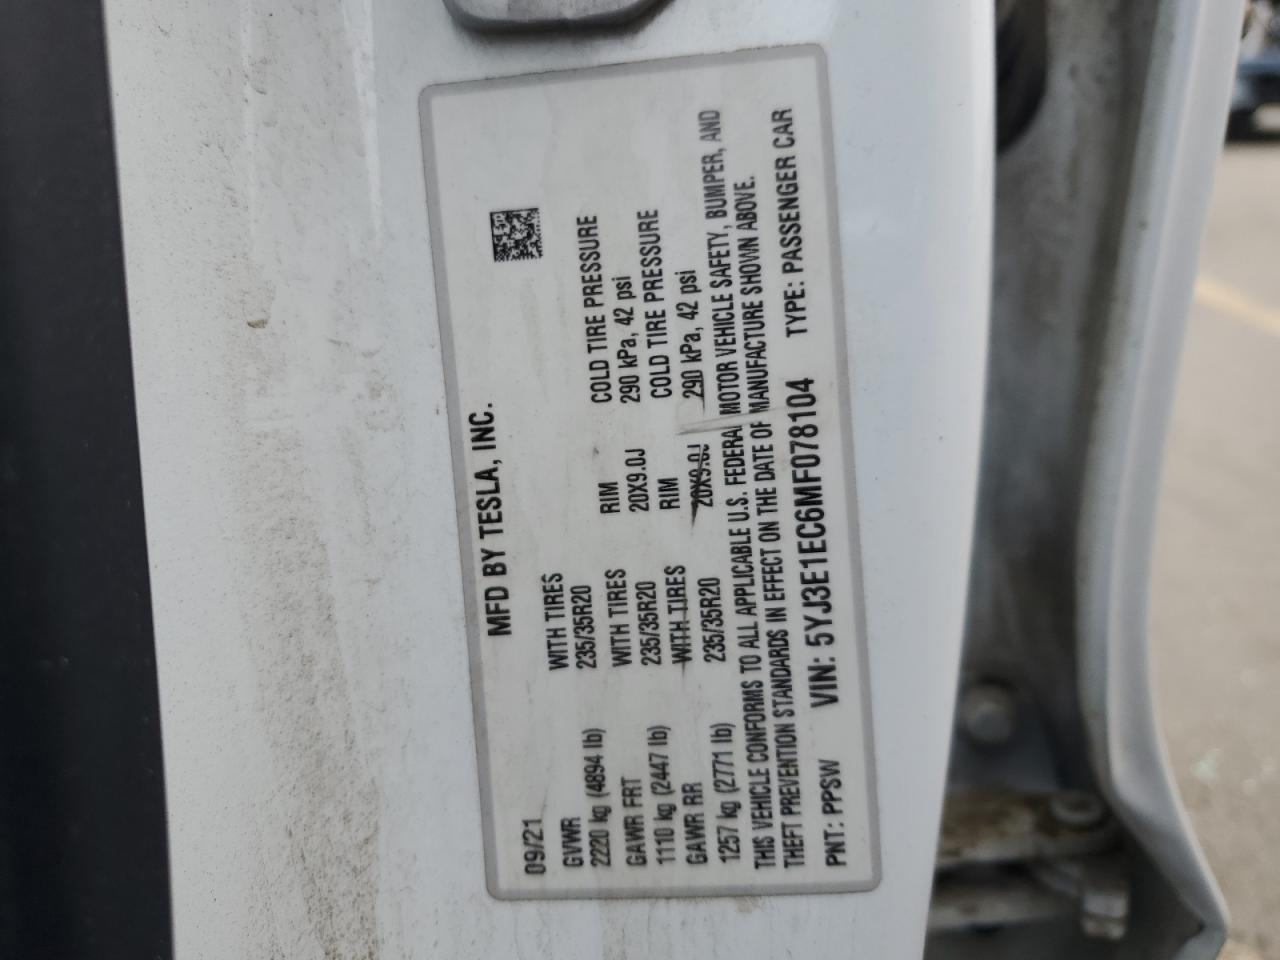 MFD BY TESLA, INC.
09/21
GVWR WITH TIRES RIM COLD TIRE PRESSURE
2220 kg (4894 lb) 235/35R20 20X9.0J 290 kPa, 42 psi
GAWR FRT WITH TIRES RIM COLD TIRE PRESSURE
1110 kg (2447 lb) 235/35R20 20X9.0J 290 kPa, 42 psi
GAWR RR WITH TIRES
1257 kg (2771 lb) 235/35R20
THIS VEHICLE CONFORMS TO ALL APPLICABLE U.S. FEDERAL MOTOR VEHICLE SAFETY, BUMPER, AND
THEFT PREVENTION STANDARDS IN EFFECT ON THE DATE OF MANUFACTURE SHOWN ABOVE.
PNT: PPSW VIN: 5YJ3E1EC6MF078104 TYPE: PASSENGER CAR